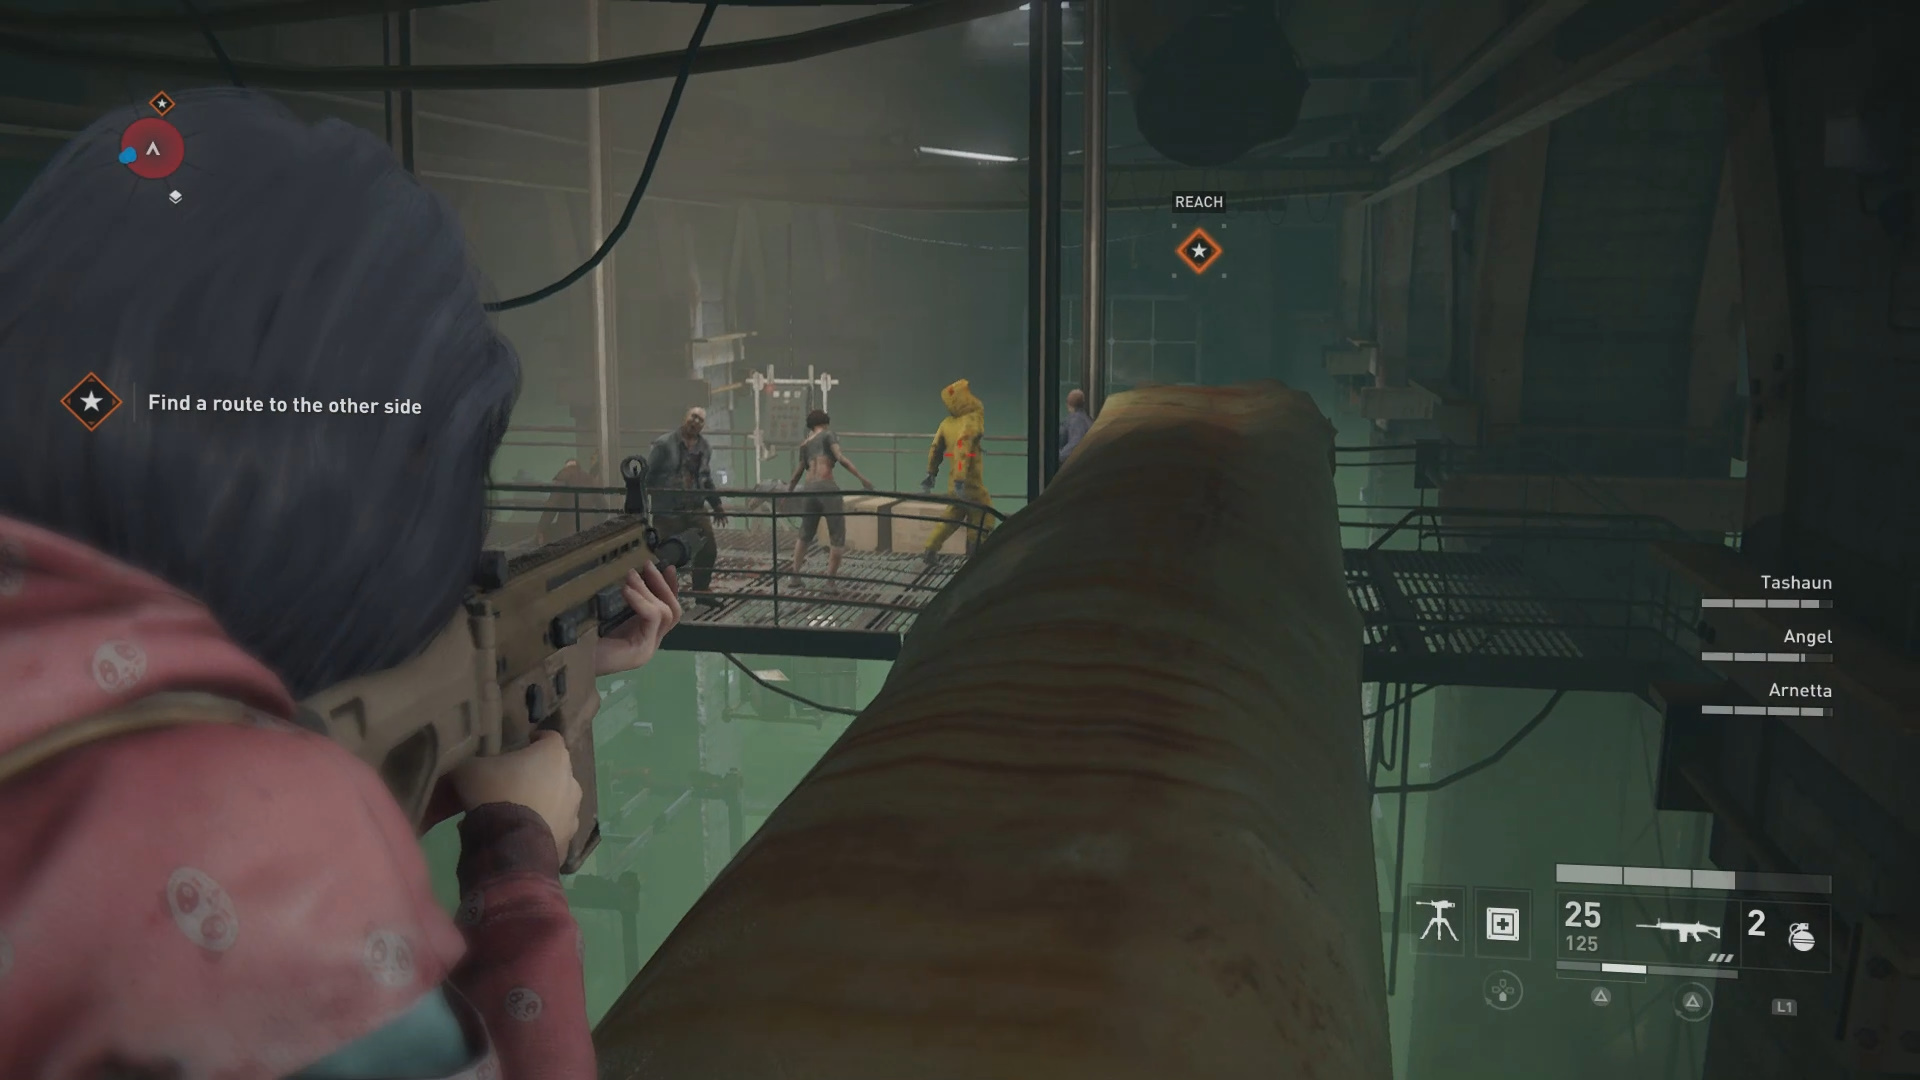 REACH
Find a route to the other side
Tashaun
Angel
Arnetta
25
125
2
L1